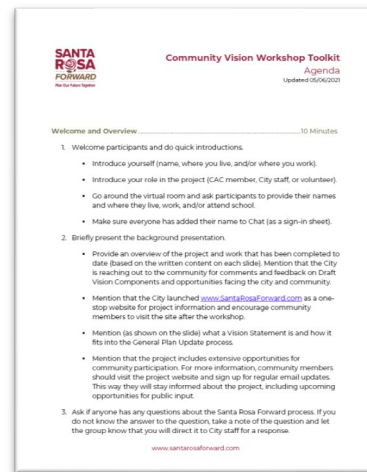 SANTA
ROSA
FORWARD
Plan Our Future Together
Community Vision Workshop Toolkit
Agenda
Updated 05/06/2021
Welcome and Overview 10 Minutes
1. Welcome participants and do quick introductions.
• Introduce yourself (name, where you live, and/or where you work).
• Introduce your role in the project (CAC member, City staff, or volunteer).
• Go around the virtual room and ask participants to provide their names
and where they live, work, and/or attend school.
• Make sure everyone has added their name to Chat (as a sign-in sheet).
2. Briefly present the background presentation.
• Provide an overview of the project and work that has been completed to
date (based on the written content on each slide). Mention that the City
is reaching out to the community for comments and feedback on Draft
Vision Components and opportunities facing the city and community.
• Mention that the City launched www.SantaRosaForward.com as a one-
stop website for project information and encourage community
members to visit the site after the workshop.
• Mention (as shown on the slide) what a Vision Statement is and how it
fits into the General Plan Update process.
• Mention that the project includes extensive opportunities for
community participation. For more information, community members
should visit the project website and sign up for regular email updates.
This way they will stay informed about the project, including upcoming
opportunities for public input.
3. Ask if anyone has any questions about the Santa Rosa Forward process. If you
do not know the answer to the question, take a note of the question and let
the group know that you will direct it to City staff for a response.
www.santarosaforward.com